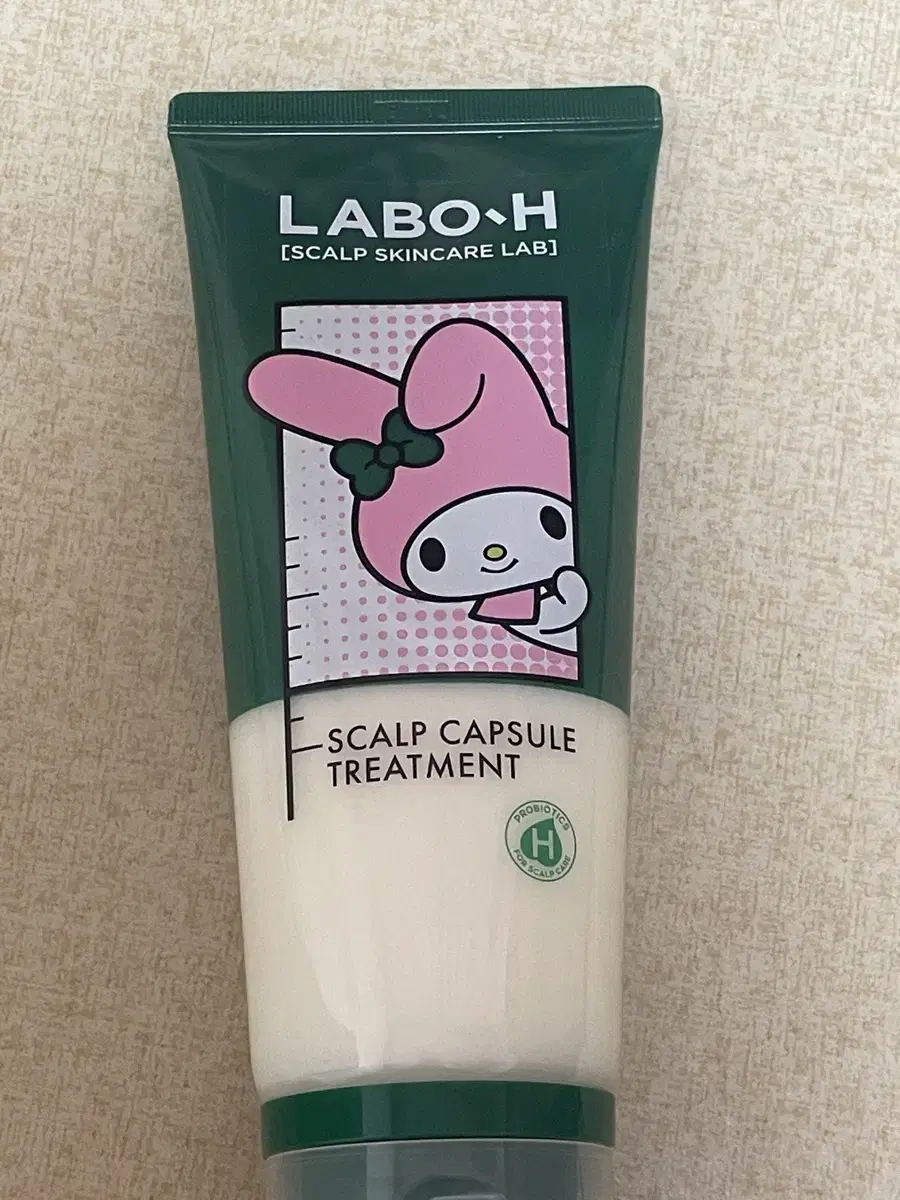 LABO-H
[SCALP SKINCARE LAB]
SCALP CAPSULE
TREATMENT
PROBIOTICS
H
FOR SCALP CARE